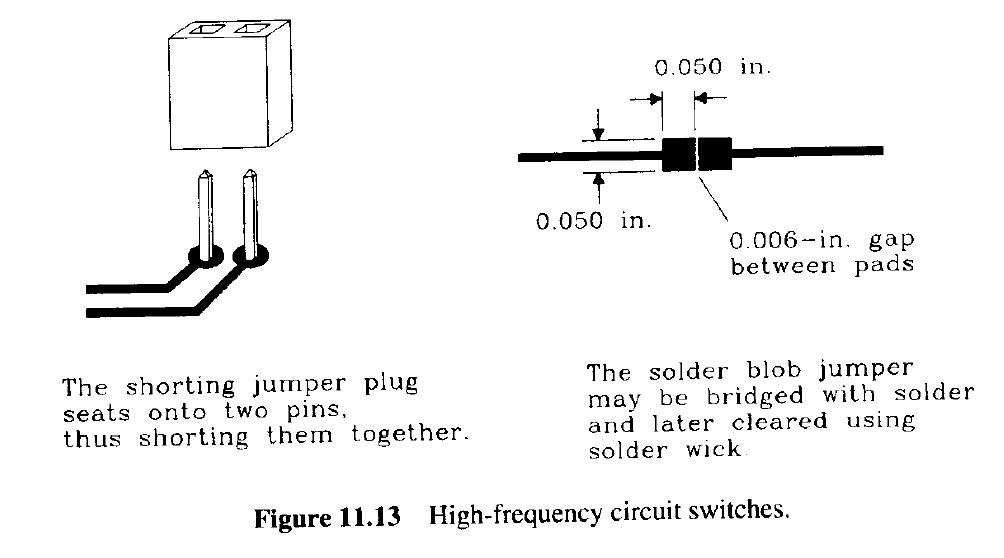 0.050 in.
0.050 in.
0.006-in. gap
between pads
The shorting jumper plug
seats onto two pins,
thus shorting them together.
The solder blob jumper
may be bridged with solder
and later cleared using
solder wick
Figure 11.13 High-frequency circuit switches.